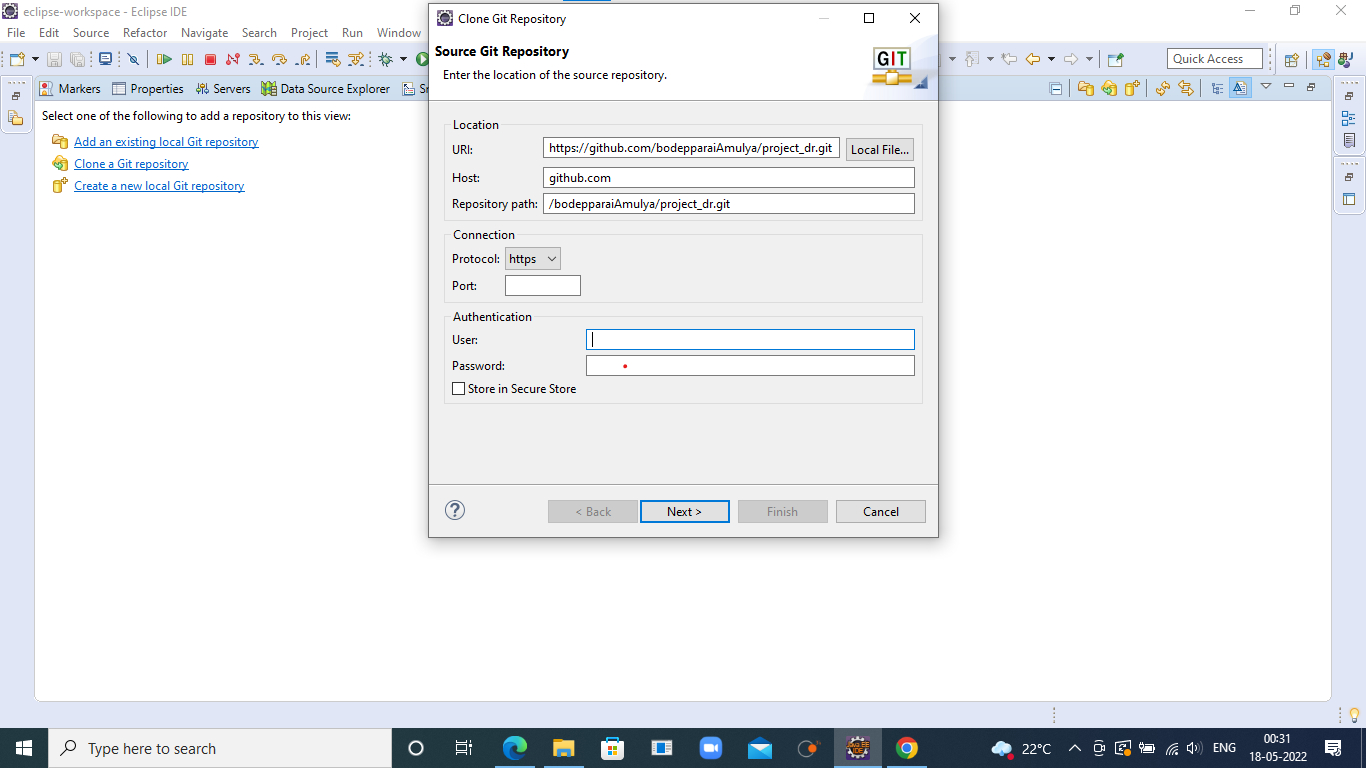 eclipse-workspace - Eclipse IDE
File Edit Source Refactor Navigate Search Project Run Window
Quick Access
Markers Properties Servers Data Source Explorer
Select one of the following to add a repository to this view:
Add an existing local Git repository
Clone a Git repository
Create a new local Git repository
Clone Git Repository
Source Git Repository
Enter the location of the source repository.
GIT
Location
URI: https://github.com/bodepparaiAmulya/project_dr.git Local File...
Host: github.com
Repository path: /bodepparaiAmulya/project_dr.git
Connection
Protocol: https
Port:
Authentication
User:
Password:
Store in Secure Store
? < Back Next > Finish Cancel
Type here to search
22°C ENG 00:31
18-05-2022